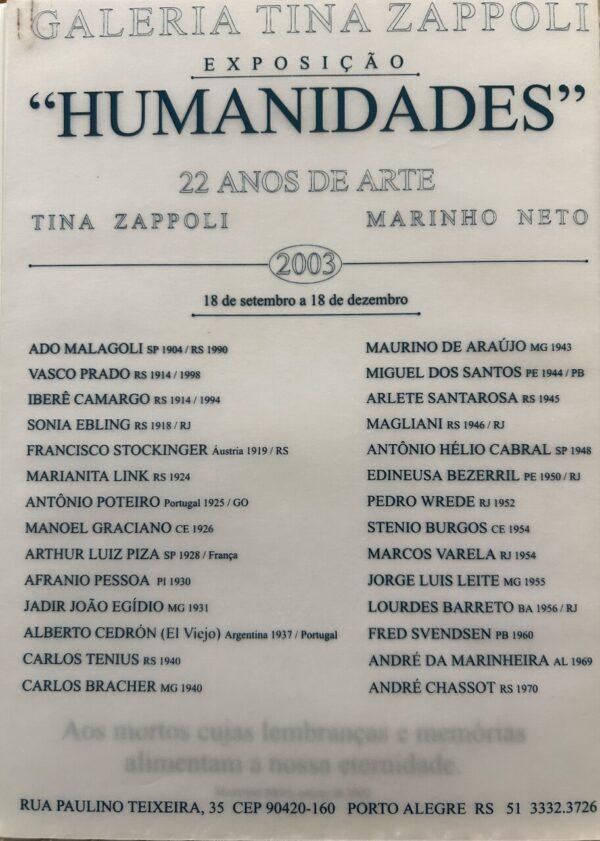 GALERIA TINA ZAPPOLI
EXPOSIÇÃO
“HUMANIDADES”
22 ANOS DE ARTE
TINA ZAPPOLI
MARINHO NETO
2003
18 de setembro a 18 de dezembro
ADO MALAGOLI SP 1904 / RS 1990
VASCO PRADO RS 1914 / 1998
IBERÊ CAMARGO RS 1914 / 1994
SONIA EBLING RS 1918 / RJ
FRANCISCO STOCKINGER Áustria 1919 / RS
MARIANITA LINK RS 1924
ANTÔNIO POTEIRO Portugal 1925 / GO
MANOEL GRACIANO CE 1926
ARTHUR LUIZ PIZA SP 1928 / França
AFRANIO PESSOA PI 1930
JADIR JOÃO EGÍDIO MG 1931
ALBERTO CEDRÓN (El Viejo) Argentina 1937 / Portugal
CARLOS TENIUS RS 1940
CARLOS BRACHER MG 1940
MAURINO DE ARAÚJO MG 1943
MIGUEL DOS SANTOS PE 1944 / PB
ARLETE SANTAROSA RS 1945
MAGLIANI RS 1946 / RJ
ANTÔNIO HÉLIO CABRAL SP 1948
EDINEUSA BEZERRIL PE 1950 / RJ
PEDRO WREDE RJ 1952
STENIO BURGOS CE 1954
MARCOS VARELA RJ 1954
JORGE LUIS LEITE MG 1955
LOURDES BARRETO BA 1956 / RJ
FRED SVENDSEN PB 1960
ANDRÉ DA MARINHEIRA AL 1969
ANDRÉ CHASSOT RS 1970
Aos mortos cujas lembranças e memórias
alimentam a nossa eternidade.
RUA PAULINO TEIXEIRA, 35 CEP 90420-160 PORTO ALEGRE RS 51 3332.3726